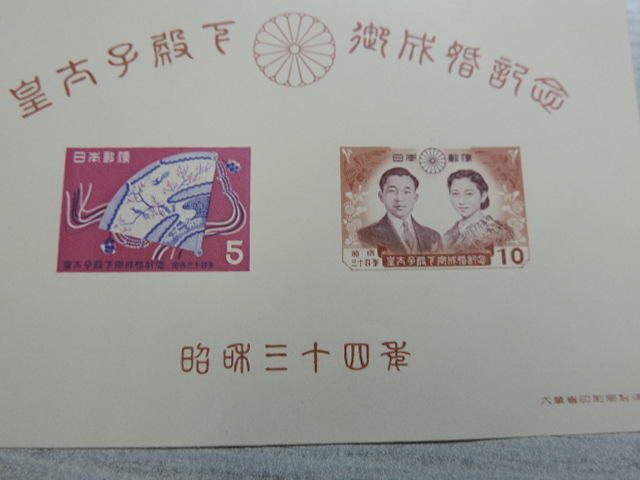 皇太子殿下 御成婚記念
日本郵便
5
皇太子殿下御成婚記念 昭和三十四年
日本郵便
昭和
三十四年
皇太子殿下御成婚記念
10
昭和三十四年
大蔵省印刷局製造